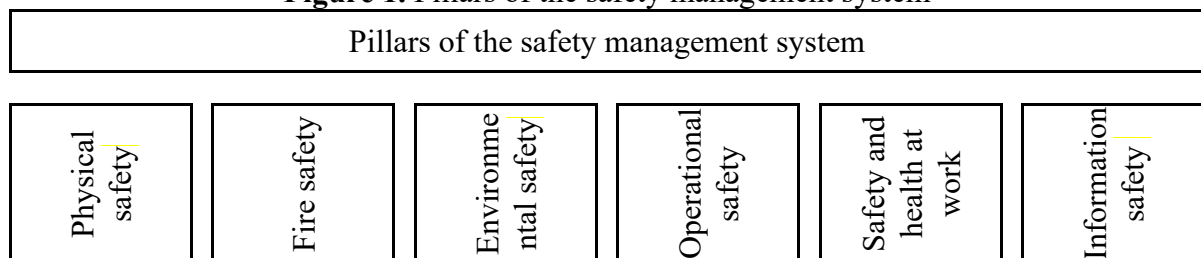 Figure 1. Pillars of the safety management system
Pillars of the safety management system
Physical
safety
Fire safety
Environme
ntal safety
Operational
safety
Safety and
health at
work
Information
safety